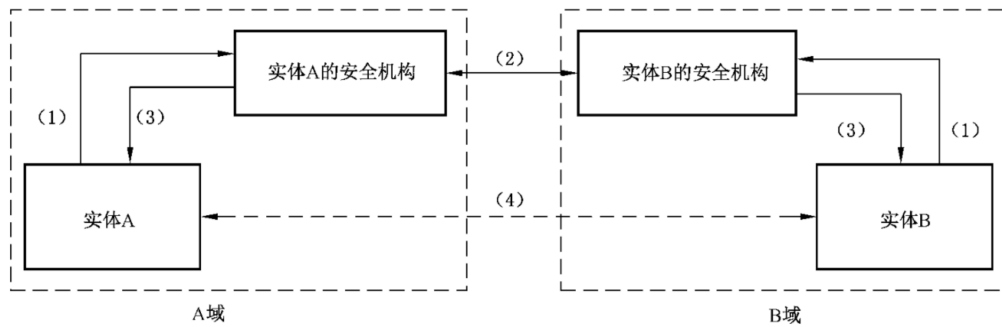 实体A的安全机构
(2)
实体B的安全机构
(1)
(3)
(3)
(1)
实体A
(4)
实体B
A域
B域